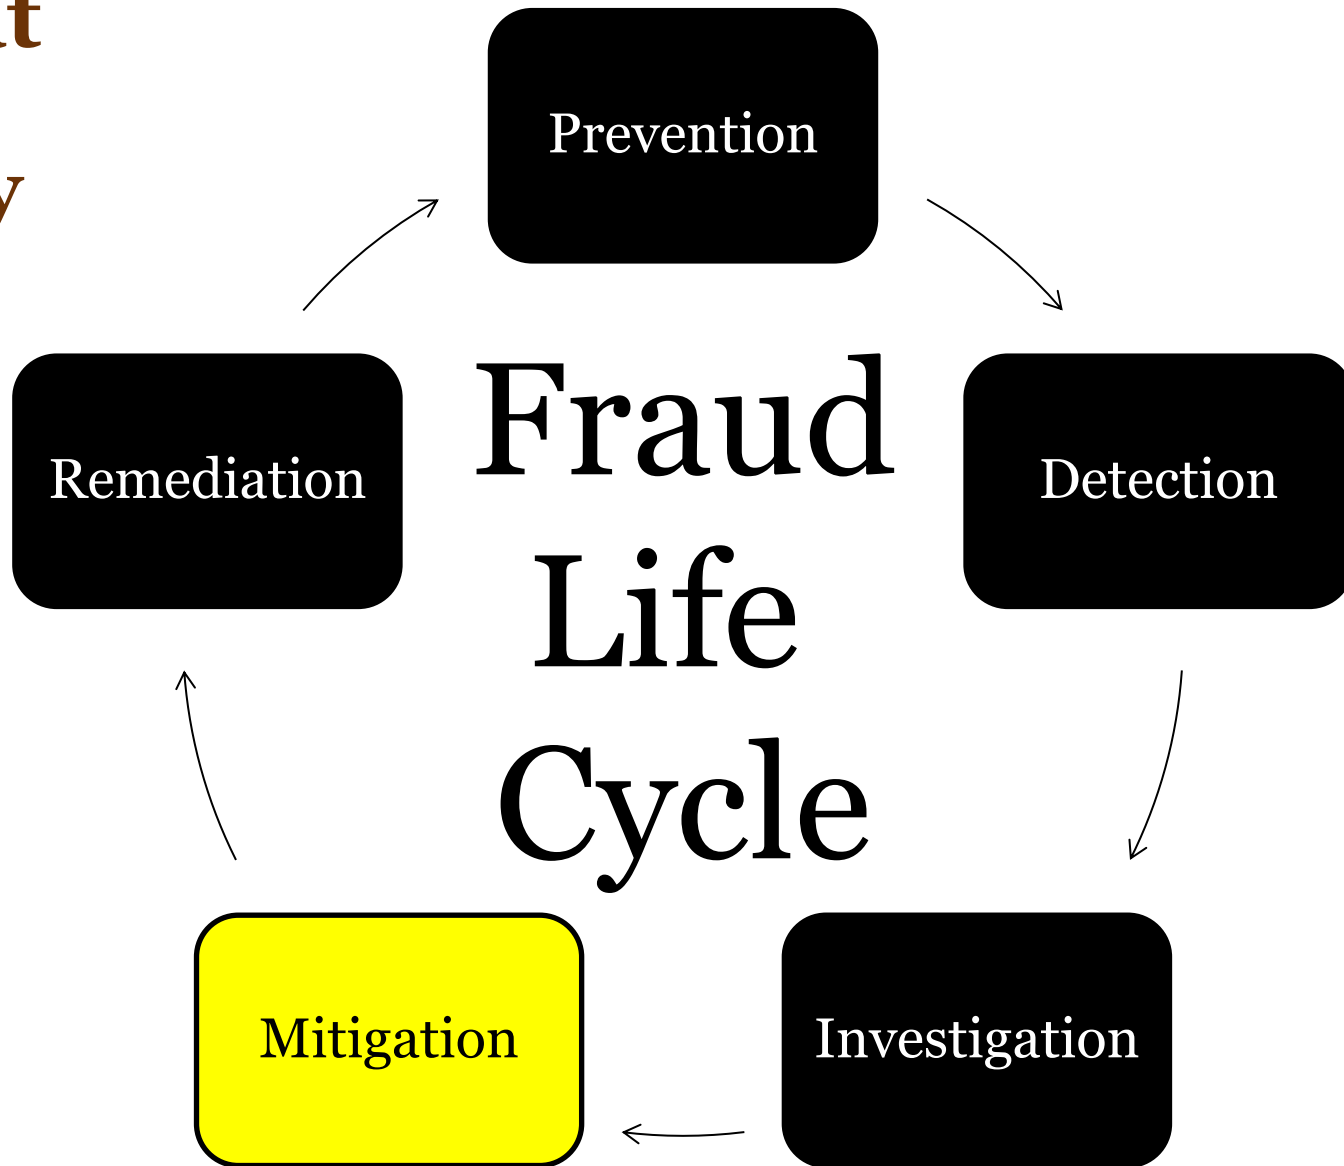 Prevention
Remediation
Fraud
Life
Cycle
Detection
Mitigation
Investigation